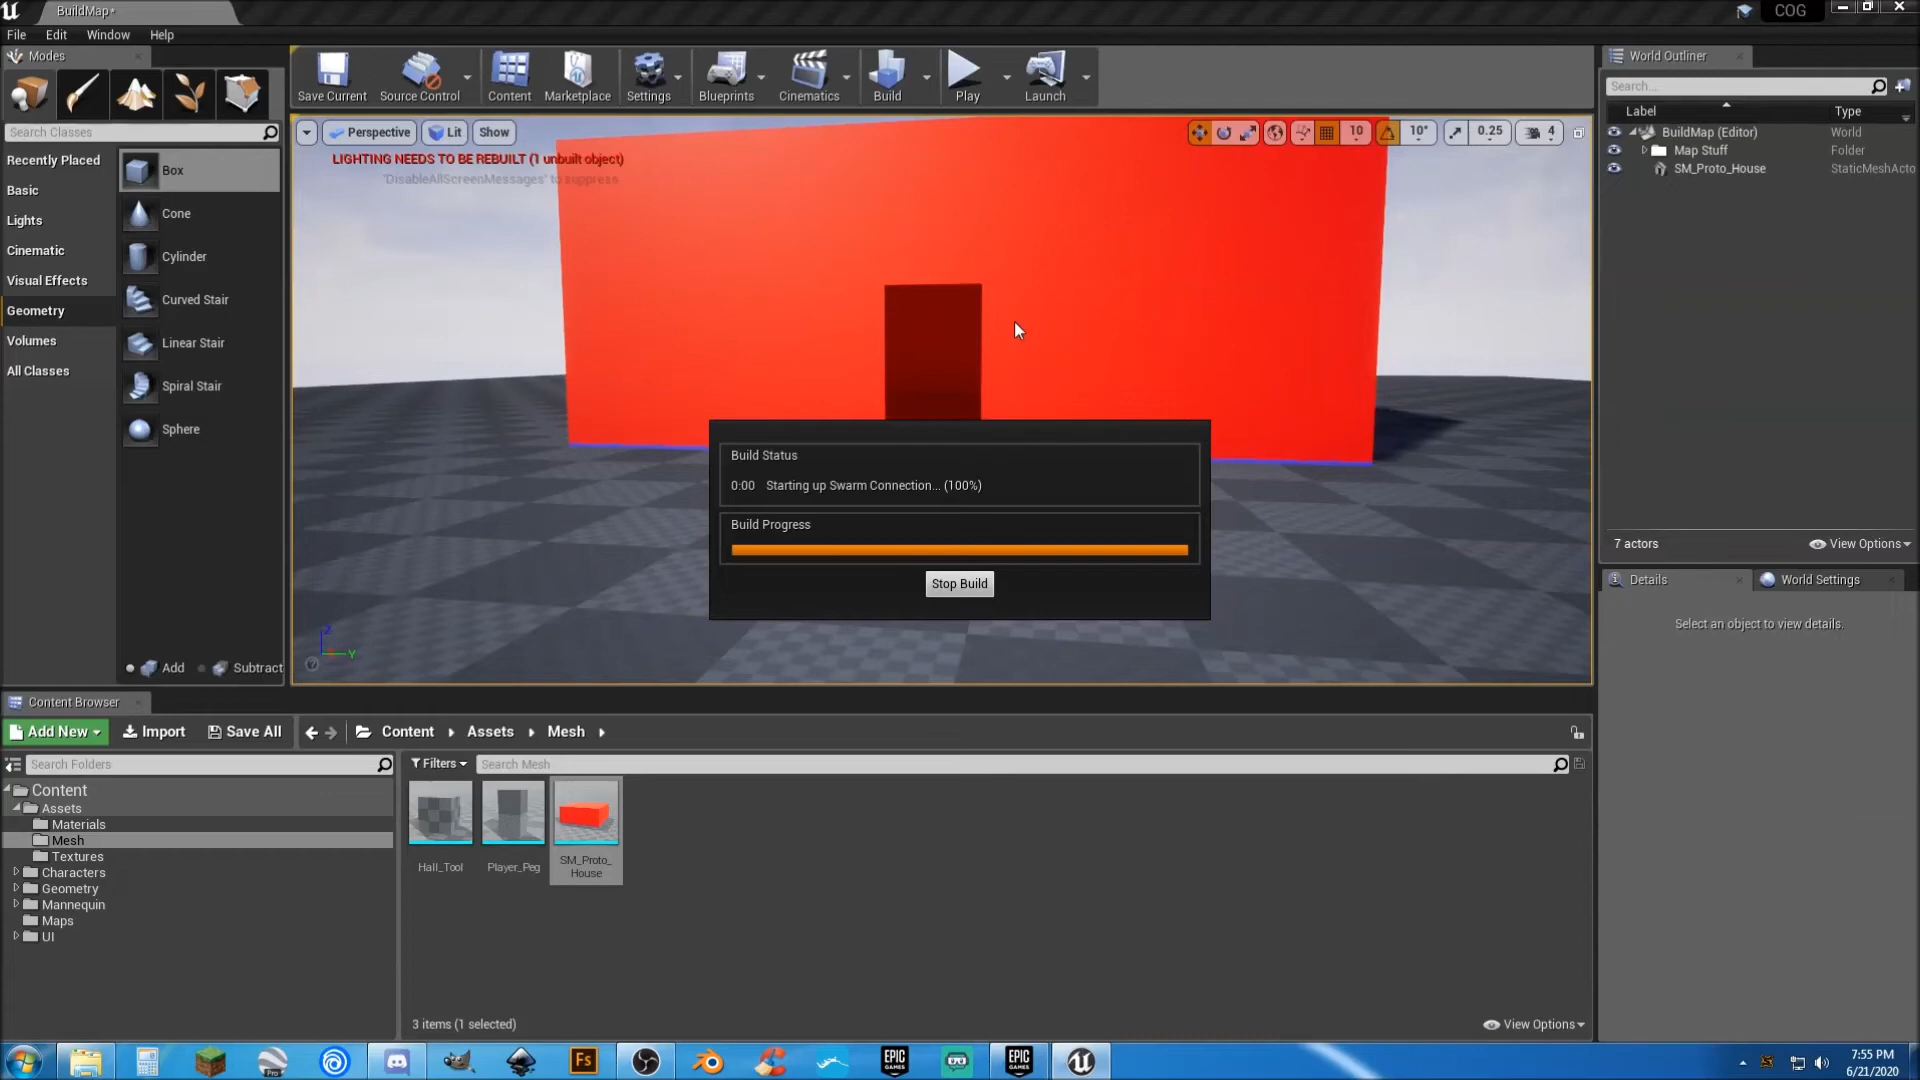 BuildMap*
COG
File Edit Window Help
Modes
Save Current
Source Control
Content
Marketplace
Settings
Blueprints
Cinematics
Build
Play
Launch
World Outliner
Search...
Label
Type
BuildMap (Editor)
World
Map Stuff
Folder
SM_Proto_House
StaticMeshActo
7 actors
View Options
Search Classes
Recently Placed
Basic
Lights
Cinematic
Visual Effects
Geometry
Volumes
All Classes
Box
Cone
Cylinder
Curved Stair
Linear Stair
Spiral Stair
Sphere
Add
Subtract
Perspective
Lit
Show
10
10°
0.25
4
LIGHTING NEEDS TO BE REBUILT (1 unbuilt object)
'DisableAllScreenMessages' to suppress
Build Status
0:00 Starting up Swarm Connection... (100%)
Build Progress
Stop Build
Z
Y
Details
World Settings
Select an object to view details.
Content Browser
Add New
Import
Save All
Content
Assets
Mesh
Search Folders
Filters
Search Mesh
Content
Assets
Materials
Mesh
Textures
Characters
Geometry
Mannequin
Maps
UI
Hall_Tool
Player_Peg
SM_Proto_
House
3 items (1 selected)
View Options
Pro
Fs
EPIC
GAMES
EPIC
GAMES
7:55 PM
6/21/2020